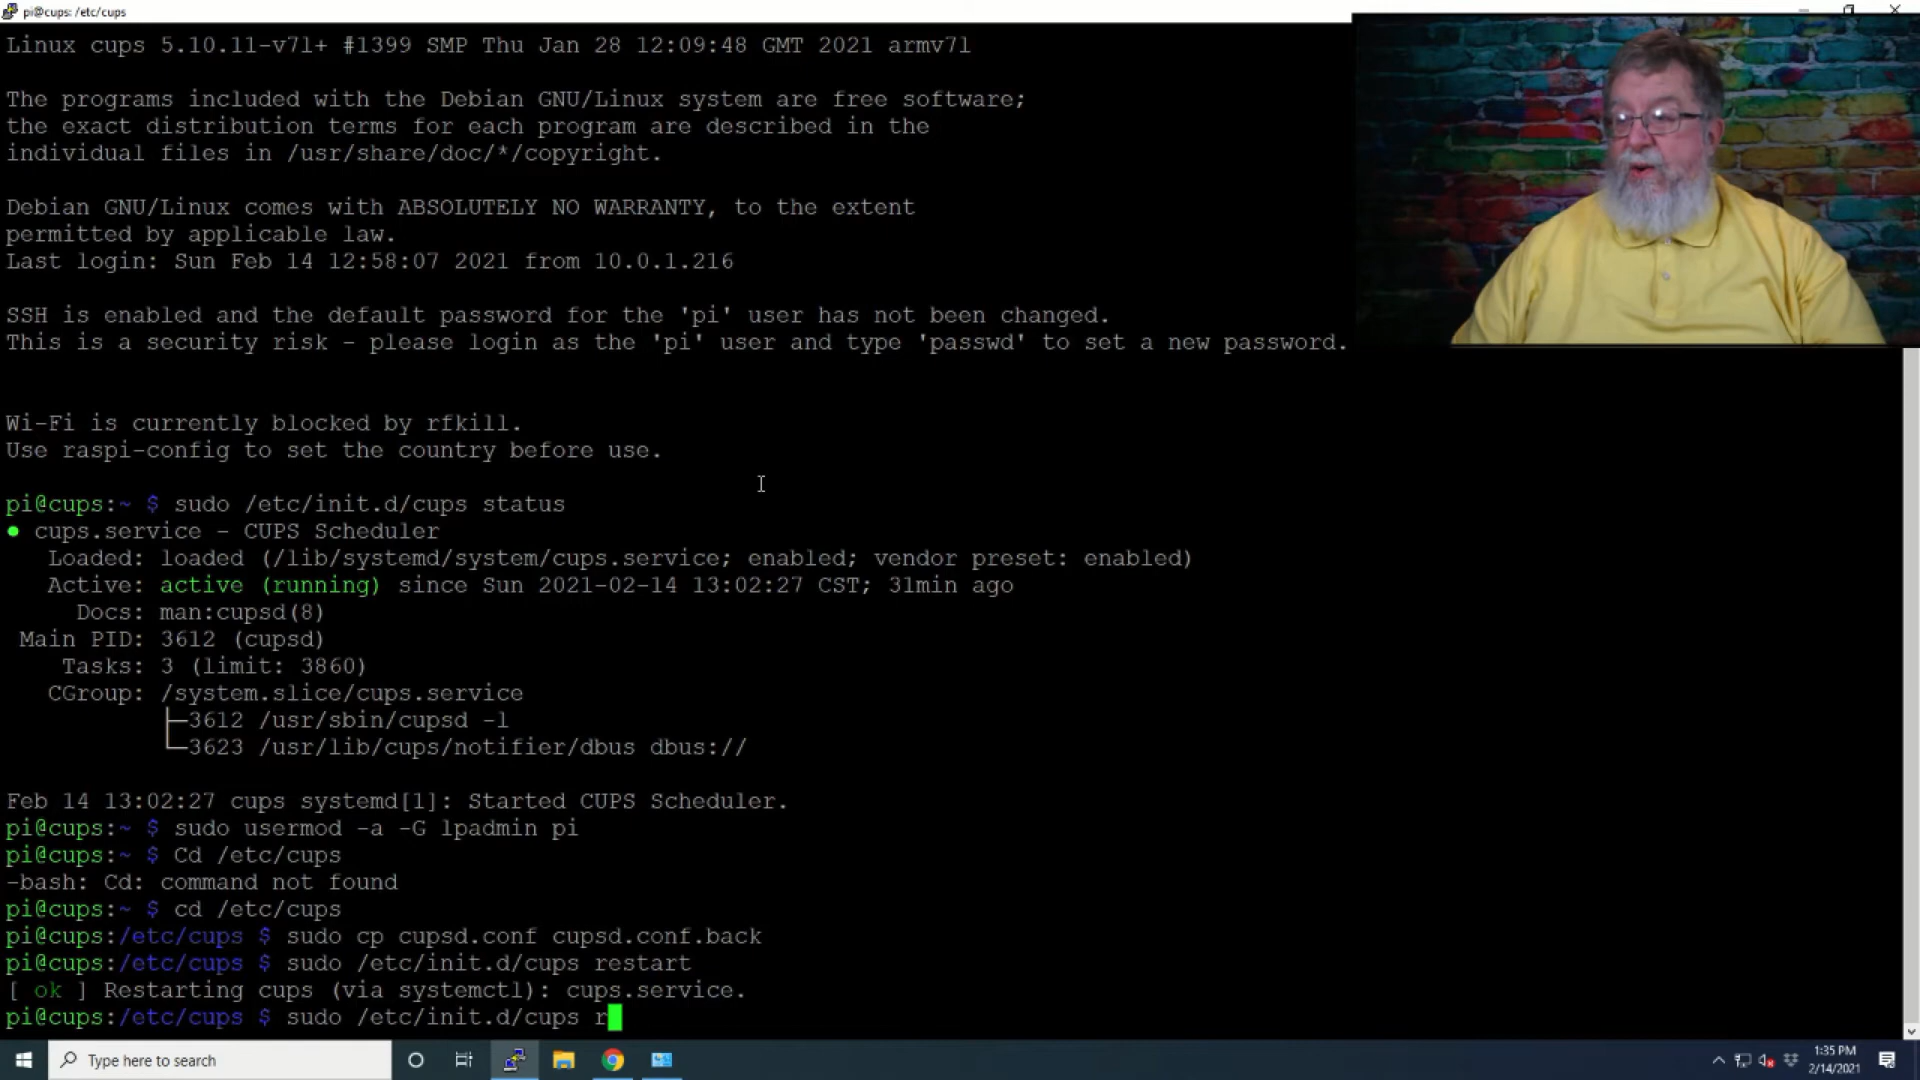 pi@cups: /etc/cups
Linux cups 5.10.11-v7l+ #1399 SMP Thu Jan 28 12:09:48 GMT 2021 armv7l
The programs included with the Debian GNU/Linux system are free software;
the exact distribution terms for each program are described in the
individual files in /usr/share/doc/*/copyright.
Debian GNU/Linux comes with ABSOLUTELY NO WARRANTY, to the extent
permitted by applicable law.
Last login: Sun Feb 14 12:58:07 2021 from 10.0.1.216
SSH is enabled and the default password for the 'pi' user has not been changed.
This is a security risk - please login as the 'pi' user and type 'passwd' to set a new password.
Wi-Fi is currently blocked by rfkill.
Use raspi-config to set the country before use.
pi@cups:~ $ sudo /etc/init.d/cups status
● cups.service - CUPS Scheduler
Loaded: loaded (/lib/systemd/system/cups.service; enabled; vendor preset: enabled)
Active: active (running) since Sun 2021-02-14 13:02:27 CST; 31min ago
Docs: man:cupsd(8)
Main PID: 3612 (cupsd)
Tasks: 3 (limit: 3860)
CGroup: /system.slice/cups.service
├─3612 /usr/sbin/cupsd -l
└─3623 /usr/lib/cups/notifier/dbus dbus://
Feb 14 13:02:27 cups systemd[1]: Started CUPS Scheduler.
pi@cups:~ $ sudo usermod -a -G lpadmin pi
pi@cups:~ $ Cd /etc/cups
-bash: Cd: command not found
pi@cups:~ $ cd /etc/cups
pi@cups:/etc/cups $ sudo cp cupsd.conf cupsd.conf.back
pi@cups:/etc/cups $ sudo /etc/init.d/cups restart
[ ok ] Restarting cups (via systemctl): cups.service.
pi@cups:/etc/cups $ sudo /etc/init.d/cups r
Type here to search
1:35 PM
2/14/2021